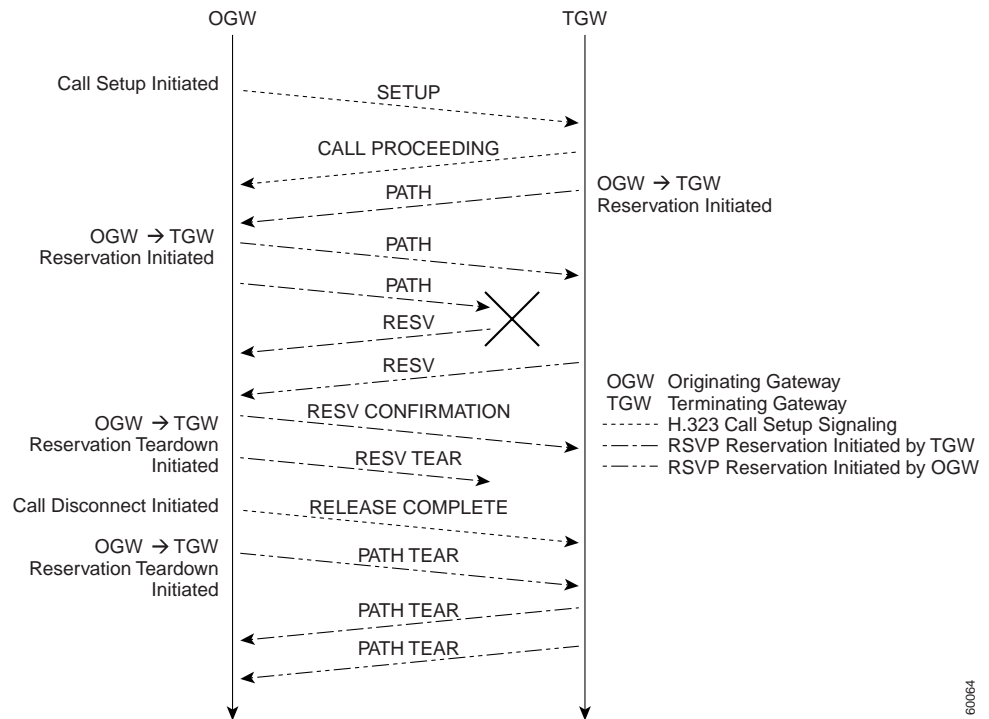 OGW
TGW
Call Setup Initiated
SETUP
CALL PROCEEDING
PATH
OGW → TGW
Reservation Initiated
OGW → TGW
Reservation Initiated
PATH
PATH
RESV
RESV
OGW Originating Gateway
TGW Terminating Gateway
H.323 Call Setup Signaling
RSVP Reservation Initiated by TGW
RSVP Reservation Initiated by OGW
OGW → TGW
Reservation Teardown
Initiated
RESV CONFIRMATION
RESV TEAR
Call Disconnect Initiated
RELEASE COMPLETE
OGW → TGW
Reservation Teardown
Initiated
PATH TEAR
PATH TEAR
PATH TEAR
60064